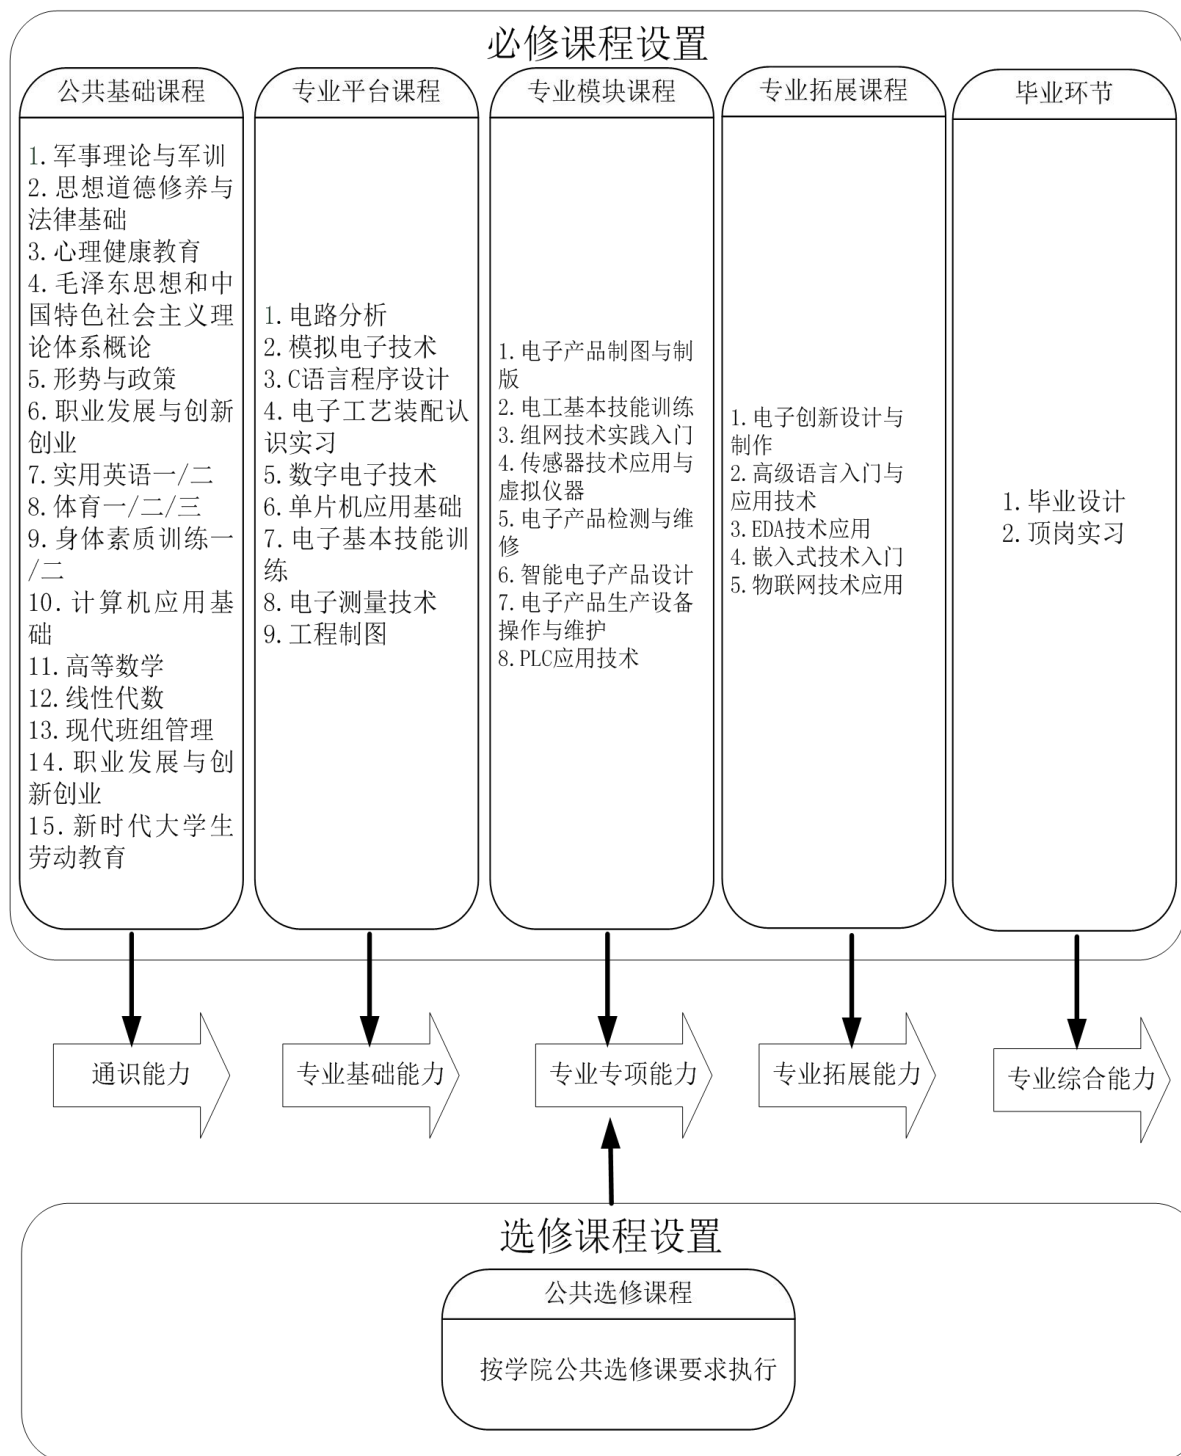 必修课程设置
公共基础课程
1.军事理论与军训
2.思想道德修养与
法律基础
3.心理健康教育
4.毛泽东思想和中
国特色社会主义理
论体系概论
5.形势与政策
6.职业发展与创新
创业
7.实用英语一/二
8.体育一/二/三
9.身体素质训练一
/二
10.计算机应用基
础
11.高等数学
12.线性代数
13.现代班组管理
14.职业发展与创
新创业
15.新时代大学生
劳动教育
专业平台课程
1.电路分析
2.模拟电子技术
3.C语言程序设计
4.电子工艺装配认
识实习
5.数字电子技术
6.单片机应用基础
7.电子基本技能训
练
8.电子测量技术
9.工程制图
专业模块课程
1.电子产品制图与制
版
2.电工基本技能训练
3.组网技术实践入门
4.传感器技术应用与
虚拟仪器
5.电子产品检测与维
修
6.智能电子产品设计
7.电子产品生产设备
操作与维护
8.PLC应用技术
专业拓展课程
1.电子创新设计与
制作
2.高级语言入门与
应用技术
3.EDA技术应用
4.嵌入式技术入门
5.物联网技术应用
毕业环节
1.毕业设计
2.顶岗实习
通识能力
专业基础能力
专业专项能力
专业拓展能力
专业综合能力
选修课程设置
公共选修课程
按学院公共选修课要求执行